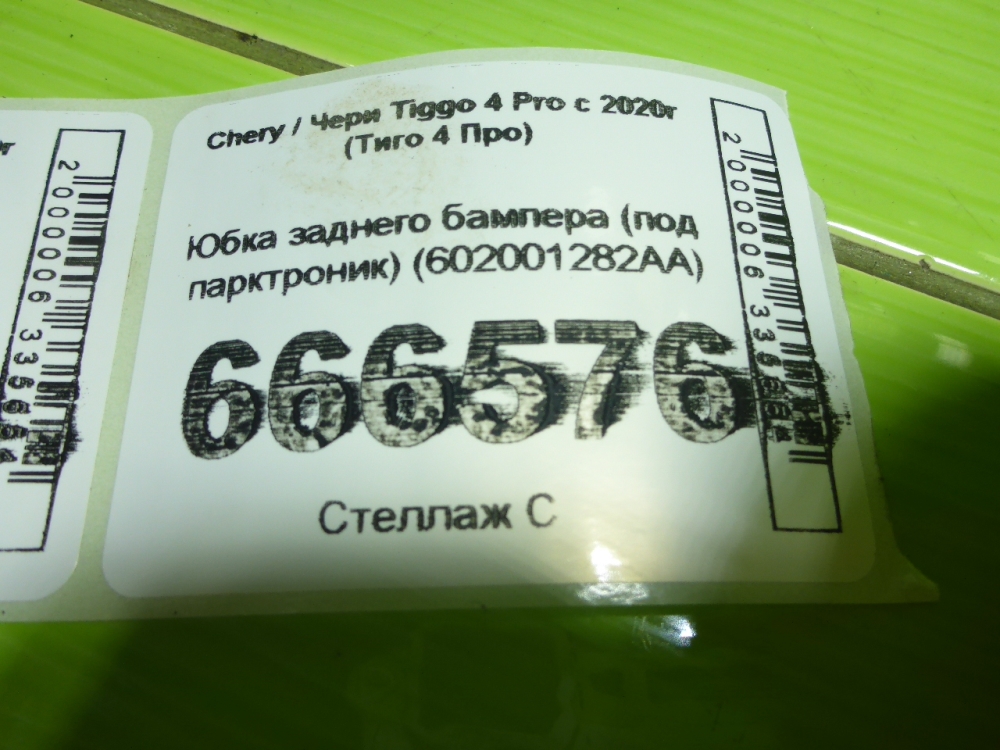 Chery / Чери Tiggo 4 Pro с 2020г
(Тиго 4 Про)
Юбка заднего бампера (под
парктроник) (602001282AA)
666576
Стеллаж С